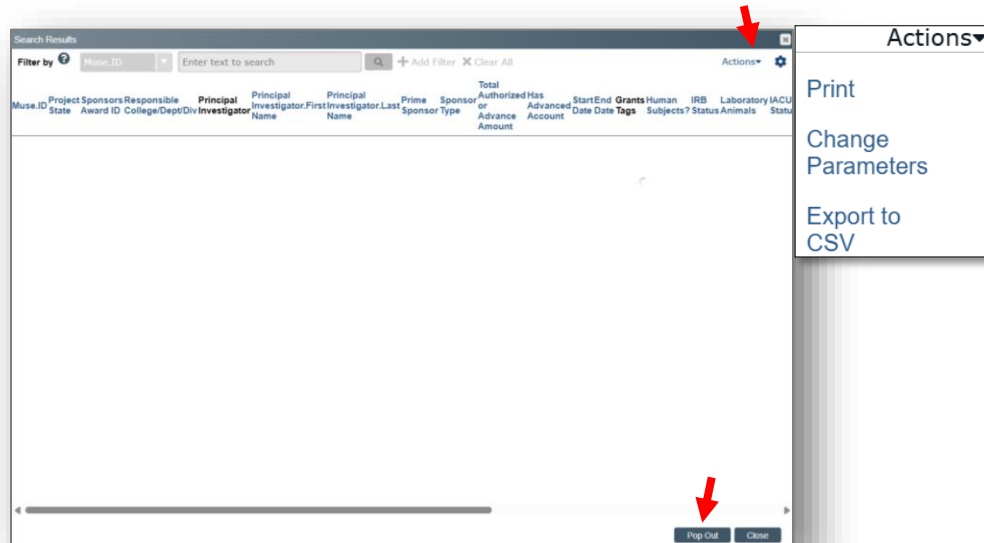 Search Results
Filter by Muse.ID Enter text to search Add Filter Clear All Actions
Muse.ID Project State Sponsors Award ID Responsible College/Dept/Div Principal Investigator Principal Investigator.First Name Principal Investigator.Last Name Prime Sponsor Sponsor Type Total Authorized or Advance Amount Has Advanced Account Start Date End Date Grants Tags Human Subjects? IRB Status Laboratory Animals IACU Statu
Pop Out Close
Actions
Print
Change
Parameters
Export to
CSV